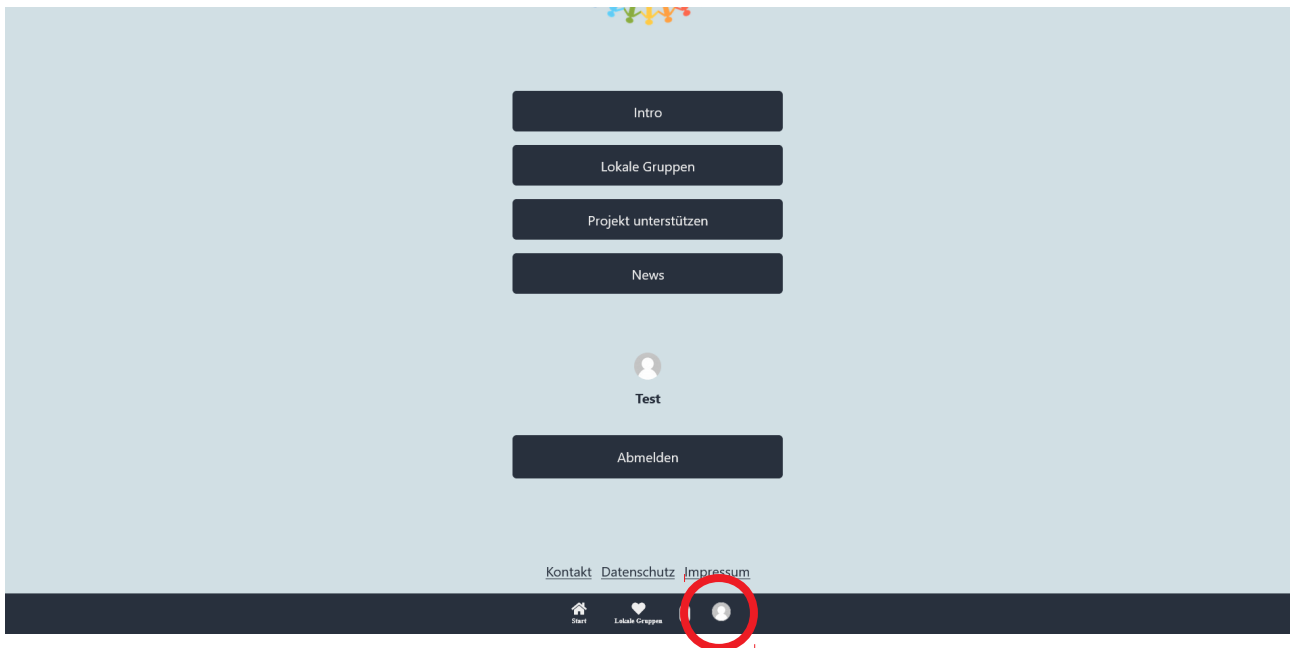 Intro
Lokale Gruppen
Projekt unterstützen
News
Test
Abmelden
Kontakt Datenschutz Impressum
Start Lokale Gruppen